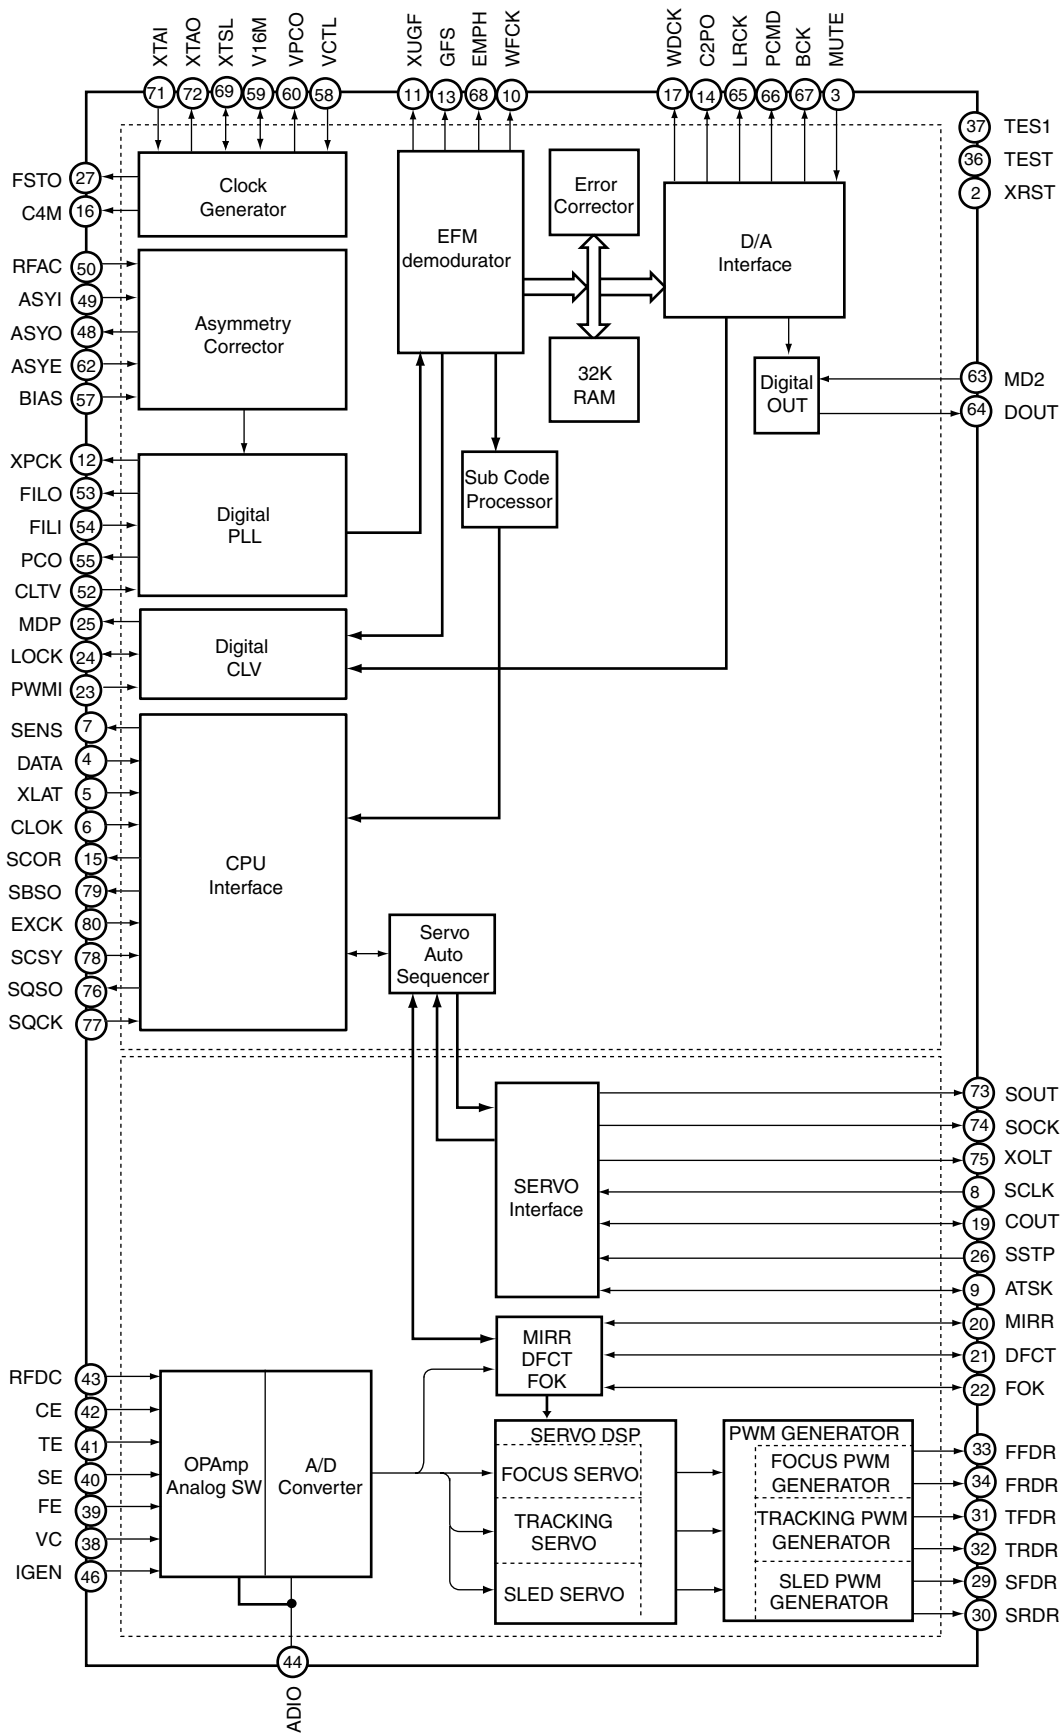 XTAI
XTAO
XTSL
V16M
VPCO
VCTL
XUGF
GFS
EMPH
WFCK
WDCK
C2PO
LRCK
PCMD
BCK
MUTE
71
72
69
59
60
58
11
13
68
10
17
14
65
66
67
3
37 TES1
36 TEST
2 XRST
FSTO 27
C4M 16
Clock
Generator
RFAC 50
ASYI 49
ASYO 48
ASYE 62
BIAS 57
Asymmetry
Corrector
EFM
demodurator
Error
Corrector
32K
RAM
D/A
Interface
Digital
OUT
63 MD2
64 DOUT
XPCK 12
FILO 53
FILI 54
PCO 55
CLTV 52
Digital
PLL
Sub Code
Processor
MDP 25
LOCK 24
PWMI 23
Digital
CLV
SENS 7
DATA 4
XLAT 5
CLOK 6
SCOR 15
SBSO 79
EXCK 80
SCSY 78
SQSO 76
SQCK 77
CPU
Interface
Servo
Auto
Sequencer
SERVO
Interface
73 SOUT
74 SOCK
75 XOLT
8 SCLK
19 COUT
26 SSTP
9 ATSK
MIRR
DFCT
FOK
20 MIRR
21 DFCT
22 FOK
RFDC 43
CE 42
TE 41
SE 40
FE 39
VC 38
IGEN 46
OPAmp
Analog SW
A/D
Converter
SERVO DSP
FOCUS SERVO
TRACKING
SERVO
SLED SERVO
PWM GENERATOR
FOCUS PWM
GENERATOR
TRACKING PWM
GENERATOR
SLED PWM
GENERATOR
33 FFDR
34 FRDR
31 TFDR
32 TRDR
29 SFDR
30 SRDR
44
ADIO